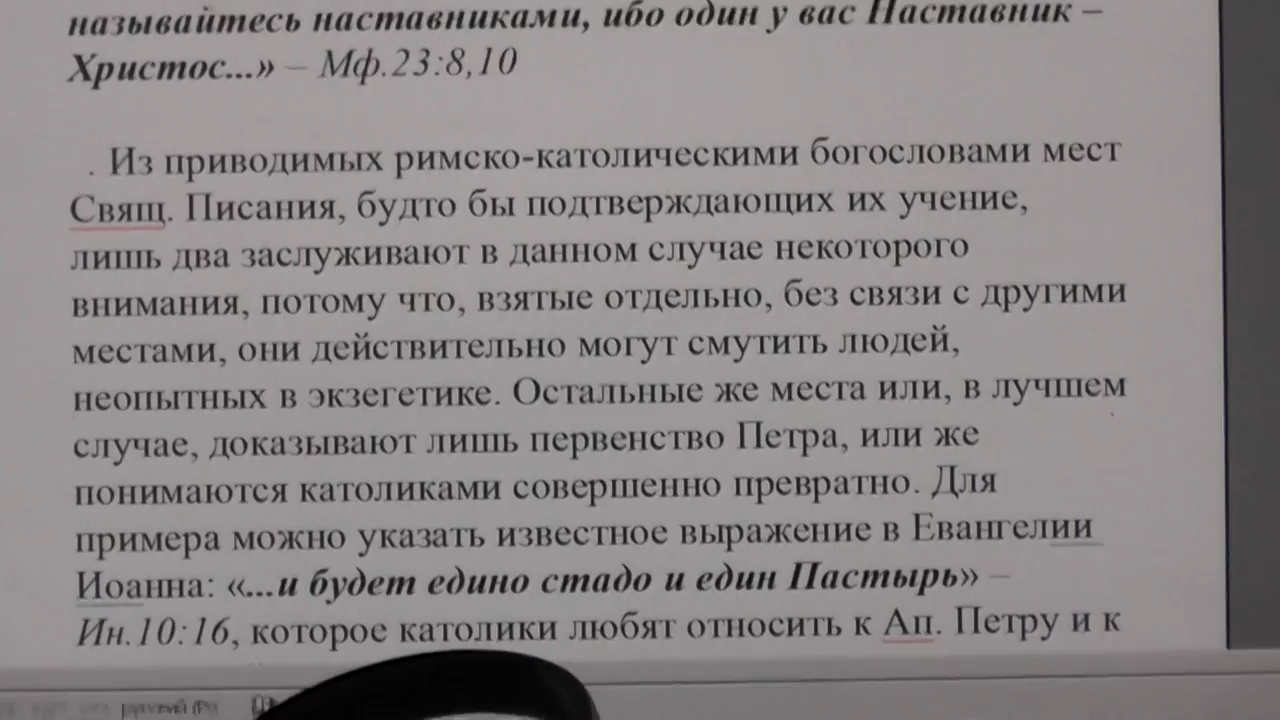 называйтесь наставниками, ибо один у вас Наставник –
Христос...» – Мф.23:8,10
. Из приводимых римско-католическими богословами мест
Свящ. Писания, будто бы подтверждающих их учение,
лишь два заслуживают в данном случае некоторого
внимания, потому что, взятые отдельно, без связи с другими
местами, они действительно могут смутить людей,
неопытных в экзегетике. Остальные же места или, в лучшем
случае, доказывают лишь первенство Петра, или же
понимаются католиками совершенно превратно. Для
примера можно указать известное выражение в Евангелии
Иоанна: «...и будет едино стадо и един Пастырь» –
Ин.10:16, которое католики любят относить к Ап. Петру и к